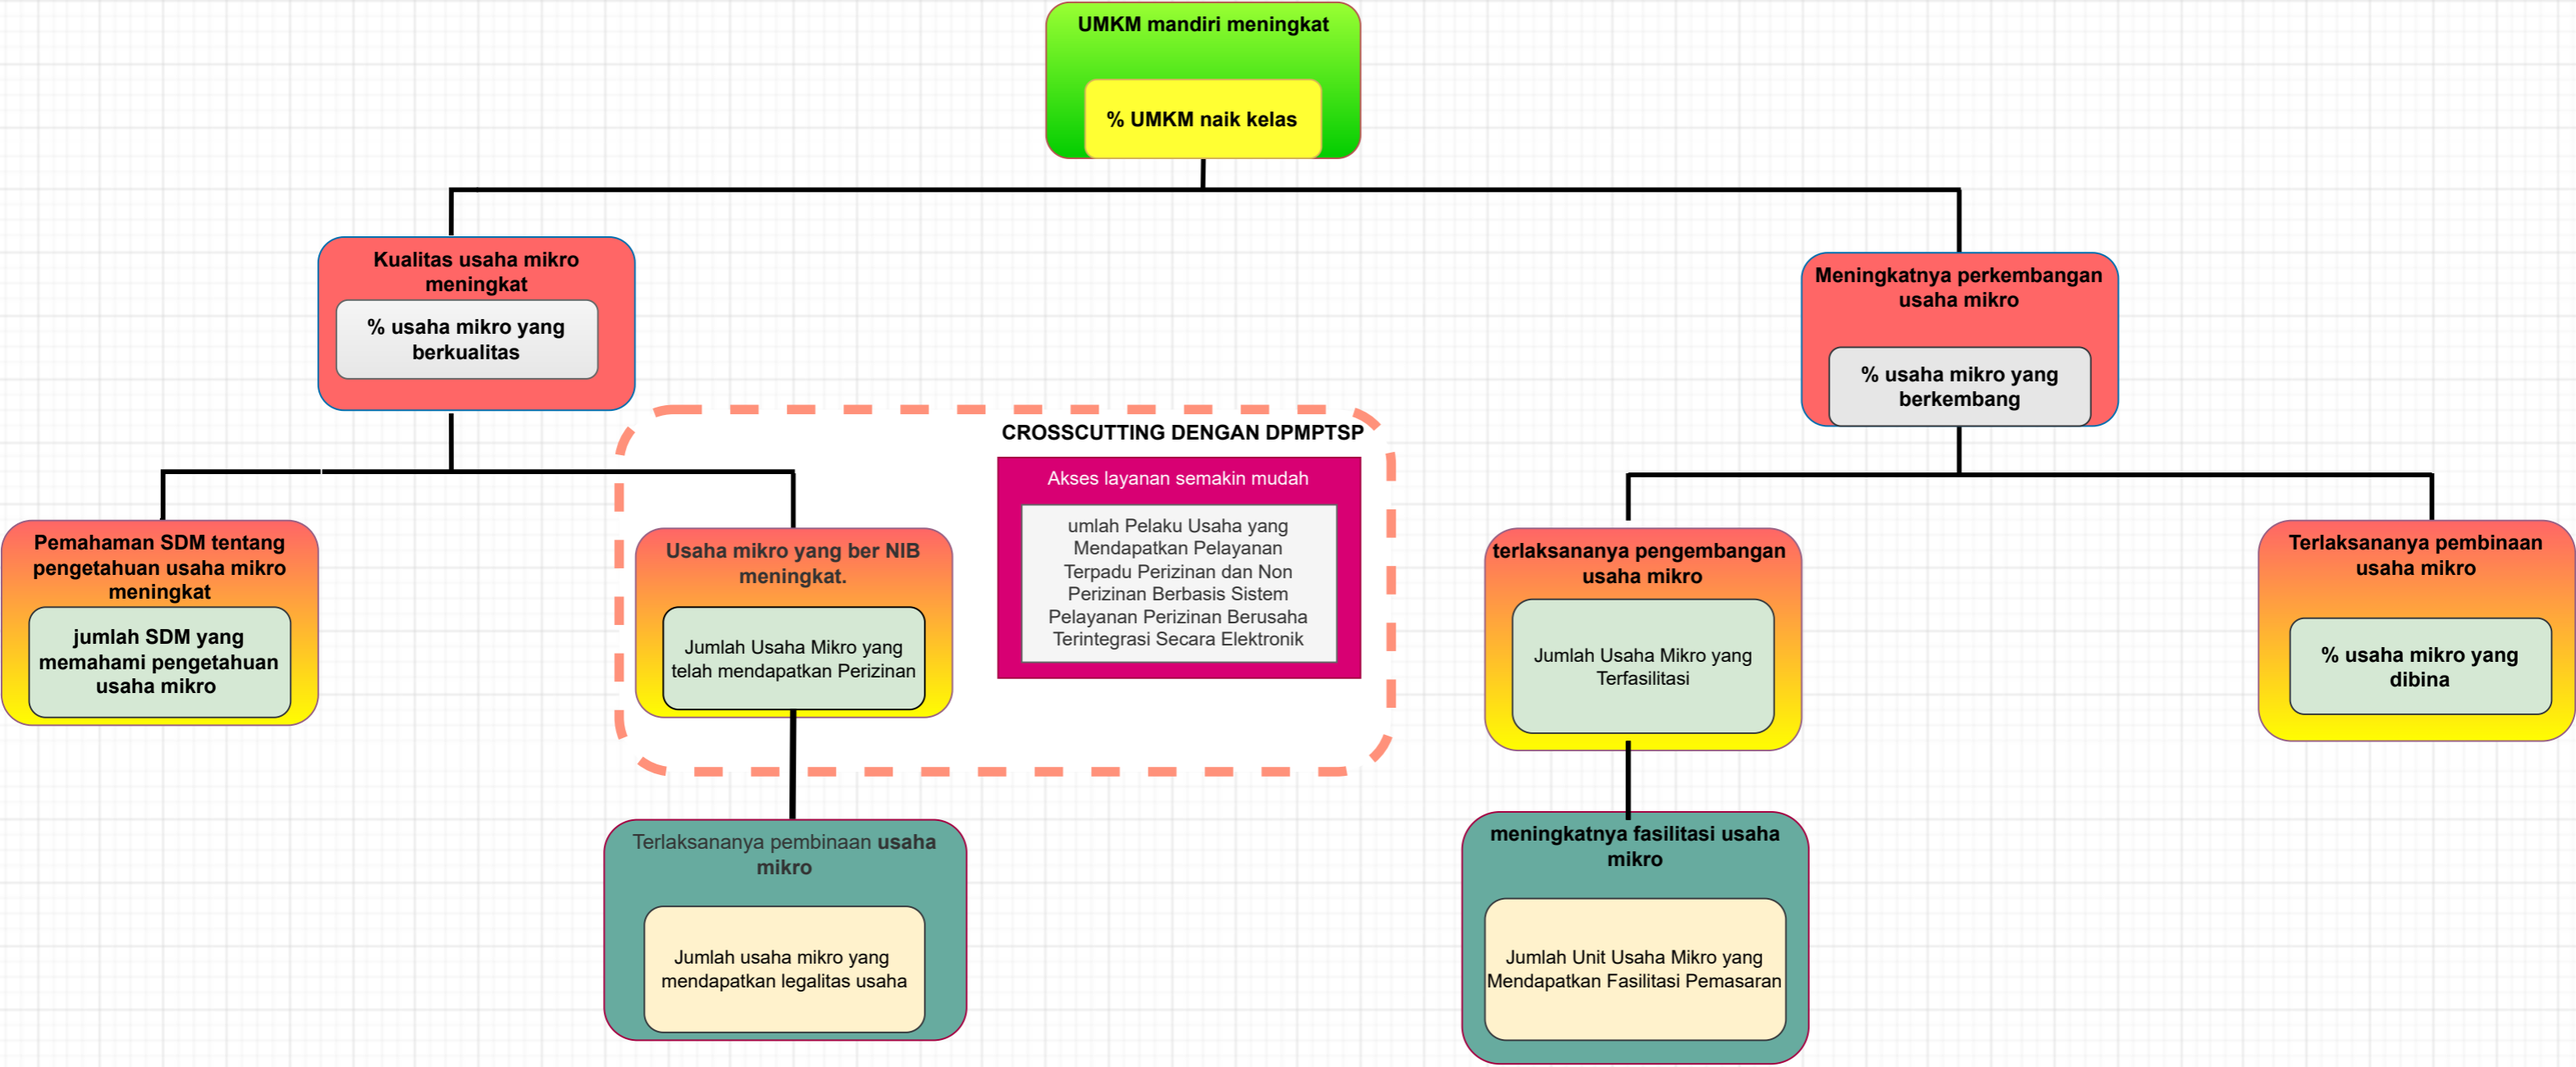 UMKM mandiri meningkat
% UMKM naik kelas
Kualitas usaha mikro
meningkat
% usaha mikro yang
berkualitas
Meningkatnya perkembangan
usaha mikro
% usaha mikro yang
berkembang
CROSSCUTTING DENGAN DPMPTSP
Akses layanan semakin mudah
umlah Pelaku Usaha yang
Mendapatkan Pelayanan
Terpadu Perizinan dan Non
Perizinan Berbasis Sistem
Pelayanan Perizinan Berusaha
Terintegrasi Secara Elektronik
Pemahaman SDM tentang
pengetahuan usaha mikro
meningkat
jumlah SDM yang
memahami pengetahuan
usaha mikro
Usaha mikro yang ber NIB
meningkat.
Jumlah Usaha Mikro yang
telah mendapatkan Perizinan
terlaksananya pengembangan
usaha mikro
Jumlah Usaha Mikro yang
Terfasilitasi
Terlaksananya pembinaan
usaha mikro
% usaha mikro yang
dibina
Terlaksananya pembinaan usaha
mikro
Jumlah usaha mikro yang
mendapatkan legalitas usaha
meningkatnya fasilitasi usaha
mikro
Jumlah Unit Usaha Mikro yang
Mendapatkan Fasilitasi Pemasaran